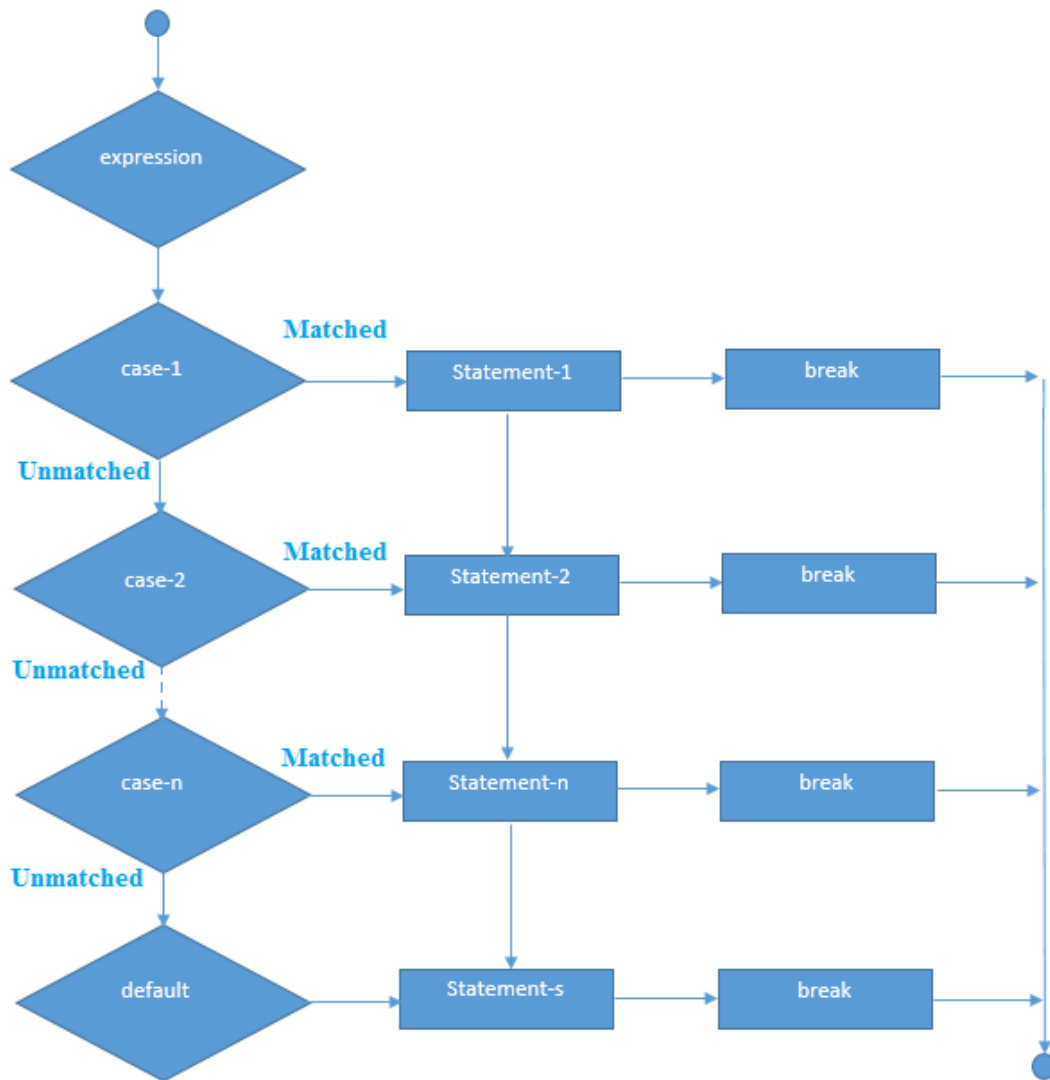 expression
Matched
case-1
Statement-1
break
Unmatched
Matched
case-2
Statement-2
break
Unmatched
Matched
case-n
Statement-n
break
Unmatched
default
Statement-s
break